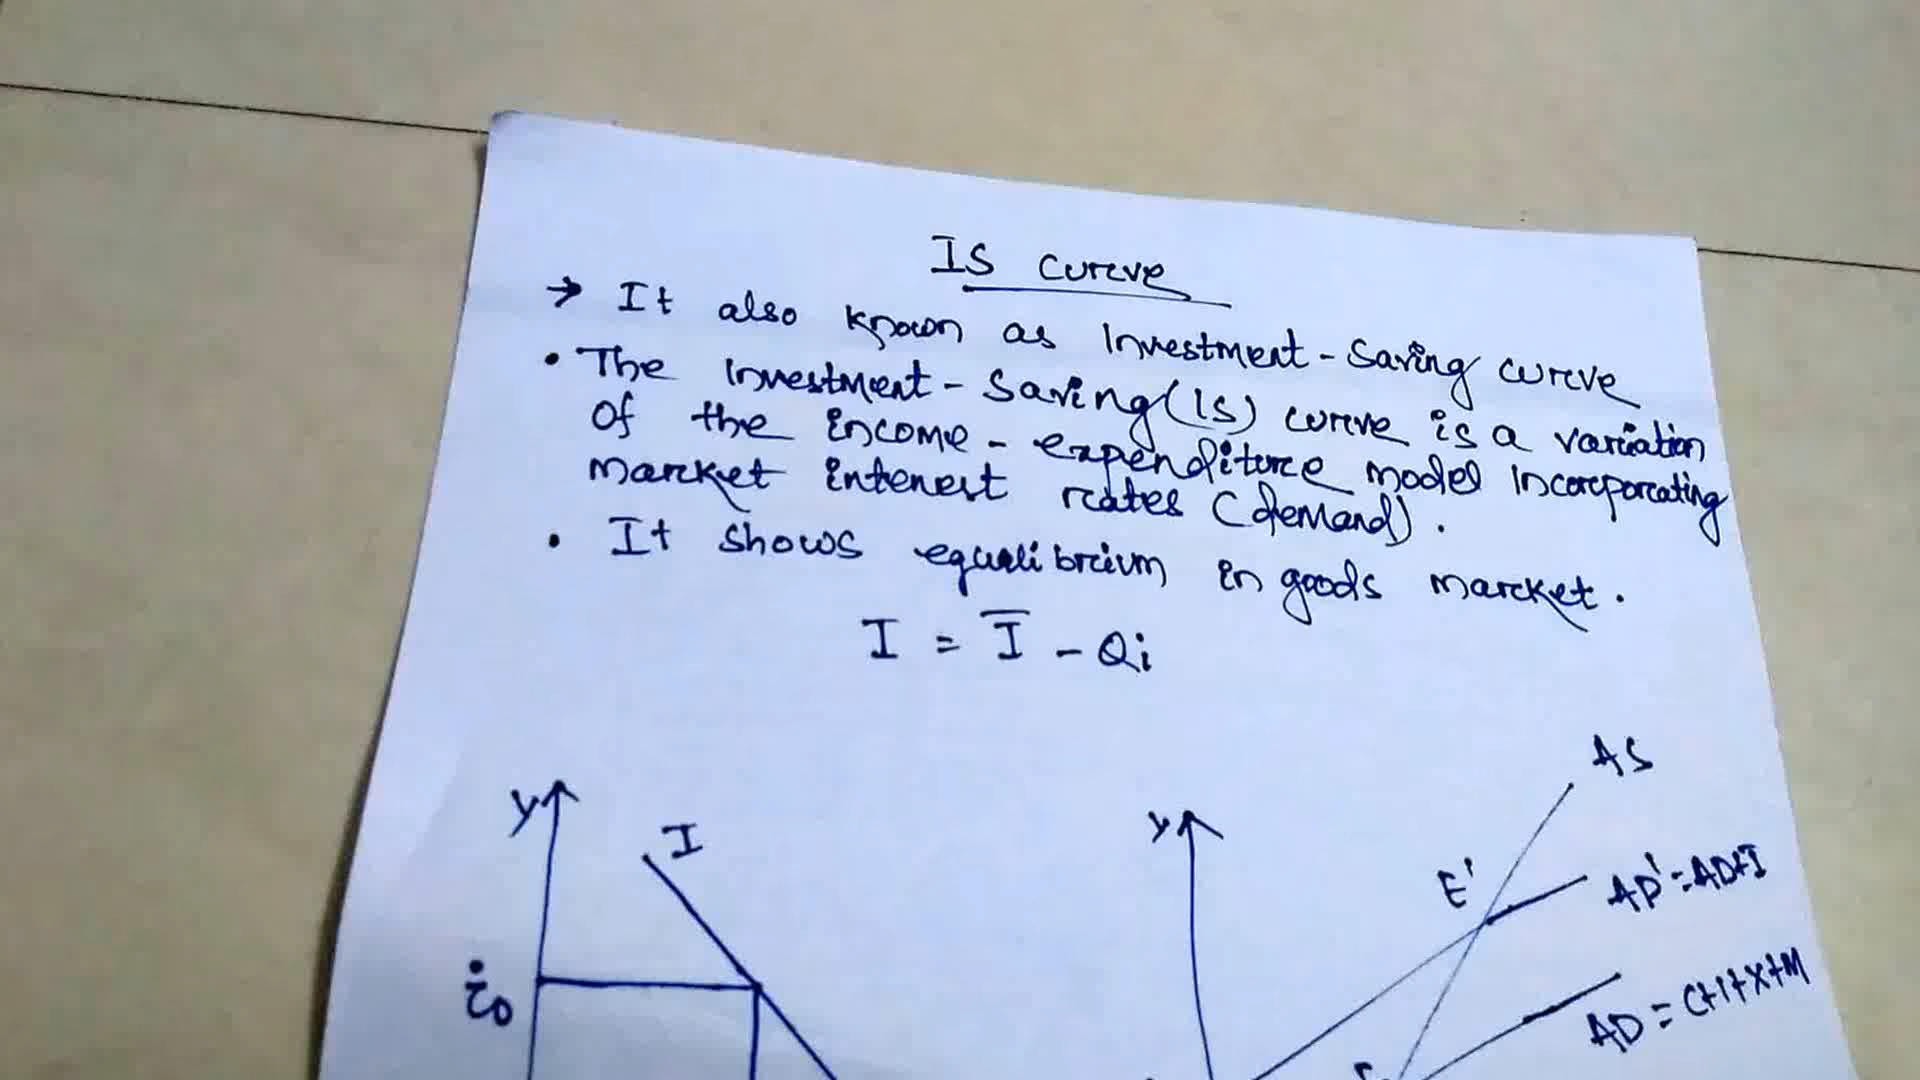 IS curve
→ It also known as Investment-Saving curve
• The Investment-Saving (IS) curve is a variation
of the income-expenditure model incorporating
market interest rates (demand).
• It shows equilibrium in goods market.
I = Ī - Qi
AS
Y
I
Y
E'
AD' = AD+I
i0
AD = C+I+X+M